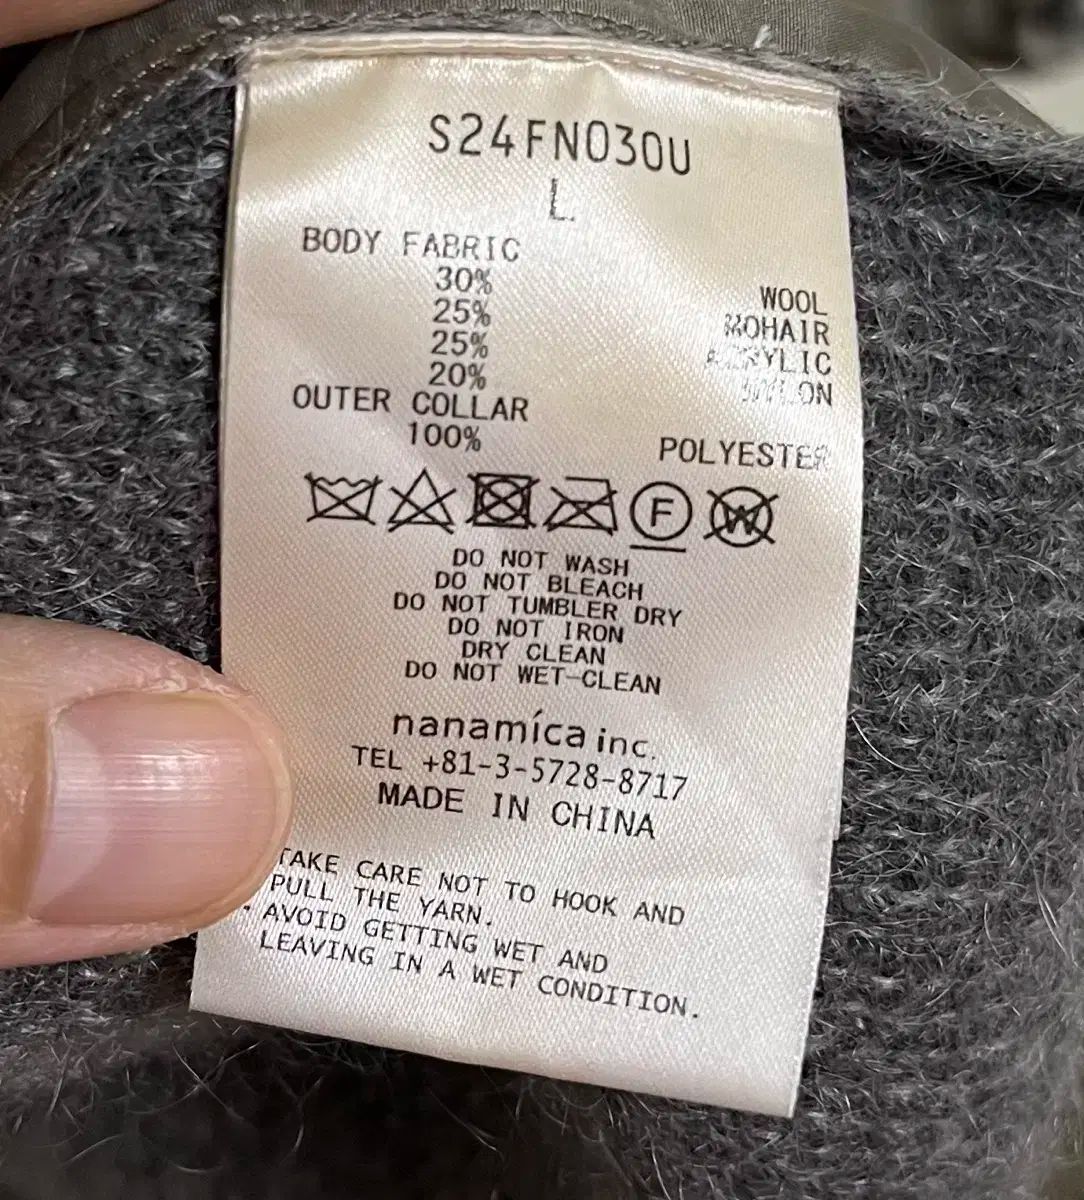 S24FN030U
L
BODY FABRIC
30% WOOL
25% MOHAIR
25% ACRYLIC
20% NYLON
OUTER COLLAR
100% POLYESTER
F W
DO NOT WASH
DO NOT BLEACH
DO NOT TUMBLER DRY
DO NOT IRON
DRY CLEAN
DO NOT WET-CLEAN
nanamíca inc.
TEL +81-3-5728-8717
MADE IN CHINA
TAKE CARE NOT TO HOOK AND
PULL THE YARN.
・AVOID GETTING WET AND
LEAVING IN A WET CONDITION.